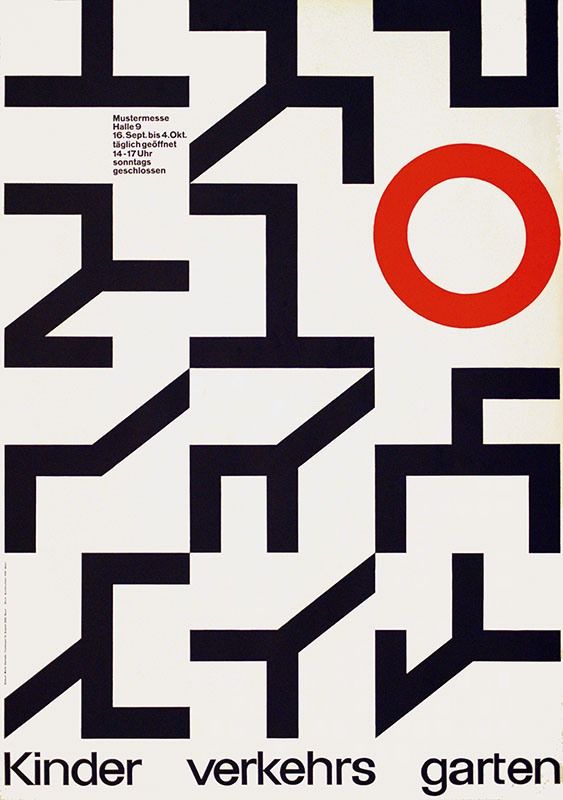 Mustermesse
Halle 9
16. Sept. bis 4. Okt.
täglich geöffnet
14-17 Uhr
sonntags
geschlossen
Kinder verkehrs garten